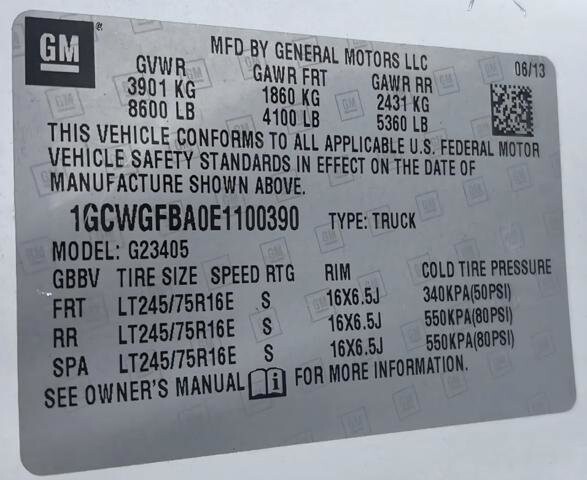 GM
MFD BY GENERAL MOTORS LLC
06/13
GVWR GAWR FRT GAWR RR
3901 KG 1860 KG 2431 KG
8600 LB 4100 LB 5360 LB
THIS VEHICLE CONFORMS TO ALL APPLICABLE U.S. FEDERAL MOTOR
VEHICLE SAFETY STANDARDS IN EFFECT ON THE DATE OF
MANUFACTURE SHOWN ABOVE.
1GCWGFBA0E1100390 TYPE: TRUCK
MODEL: G23405
GBBV TIRE SIZE SPEED RTG RIM COLD TIRE PRESSURE
FRT LT245/75R16E S 16X6.5J 340KPA(50PSI)
RR LT245/75R16E S 16X6.5J 550KPA(80PSI)
SPA LT245/75R16E S 16X6.5J 550KPA(80PSI)
SEE OWNER'S MANUAL FOR MORE INFORMATION.